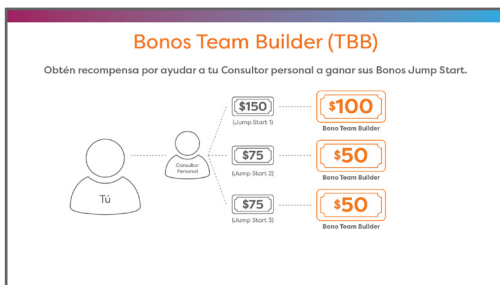 Bonos Team Builder (TBB)
Obtén recompensa por ayudar a tu Consultor personal a ganar sus Bonos Jump Start.
$150
(Jump Start 1)
$100
Bono Team Builder
Tú
Consultor
Personal
$75
(Jump Start 2)
$50
Bono Team Builder
$75
(Jump Start 3)
$50
Bono Team Builder